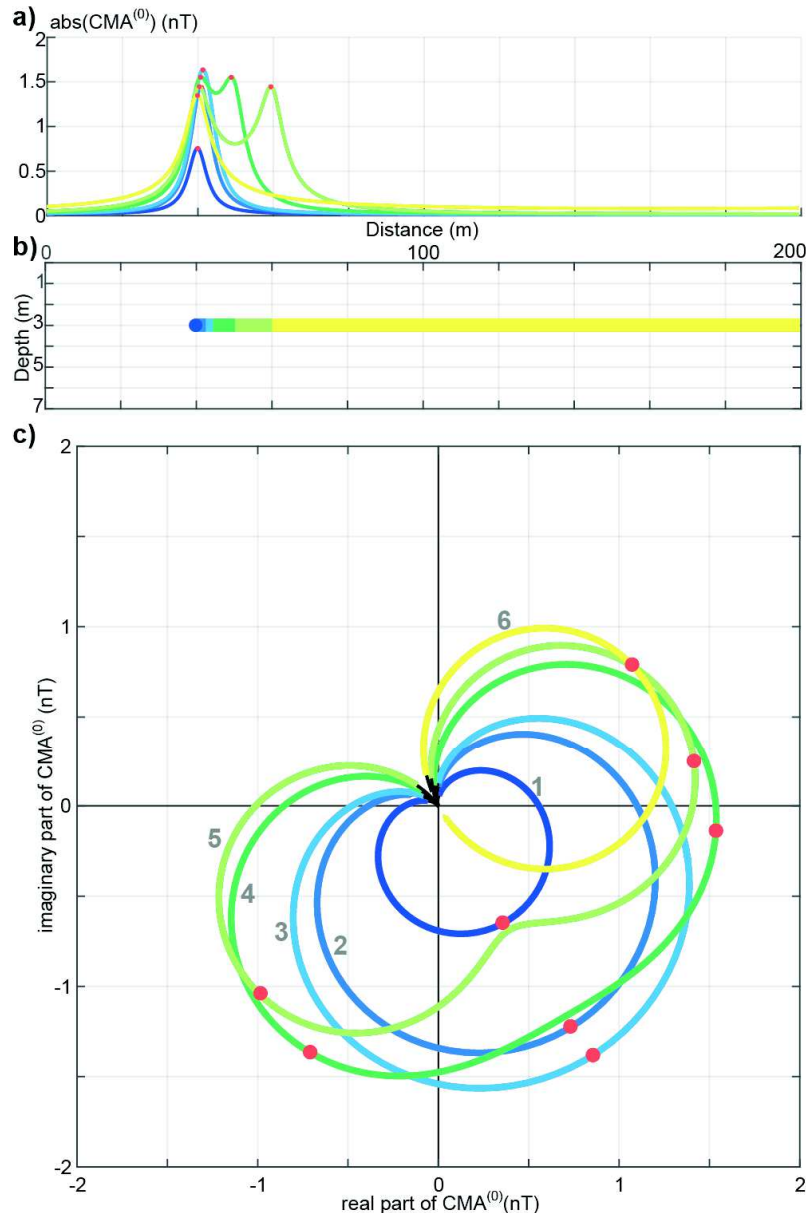 a) abs(CMA⁽⁰⁾) (nT)
2
1.5
1
0.5
0
Distance (m)
b) 0 100 200
1
3
5
7
Depth (m)
c)
2
1
0
-1
-2
imaginary part of CMA⁽⁰⁾ (nT)
6
1
5
4
3
2
-2 -1 0 1 2
real part of CMA⁽⁰⁾(nT)